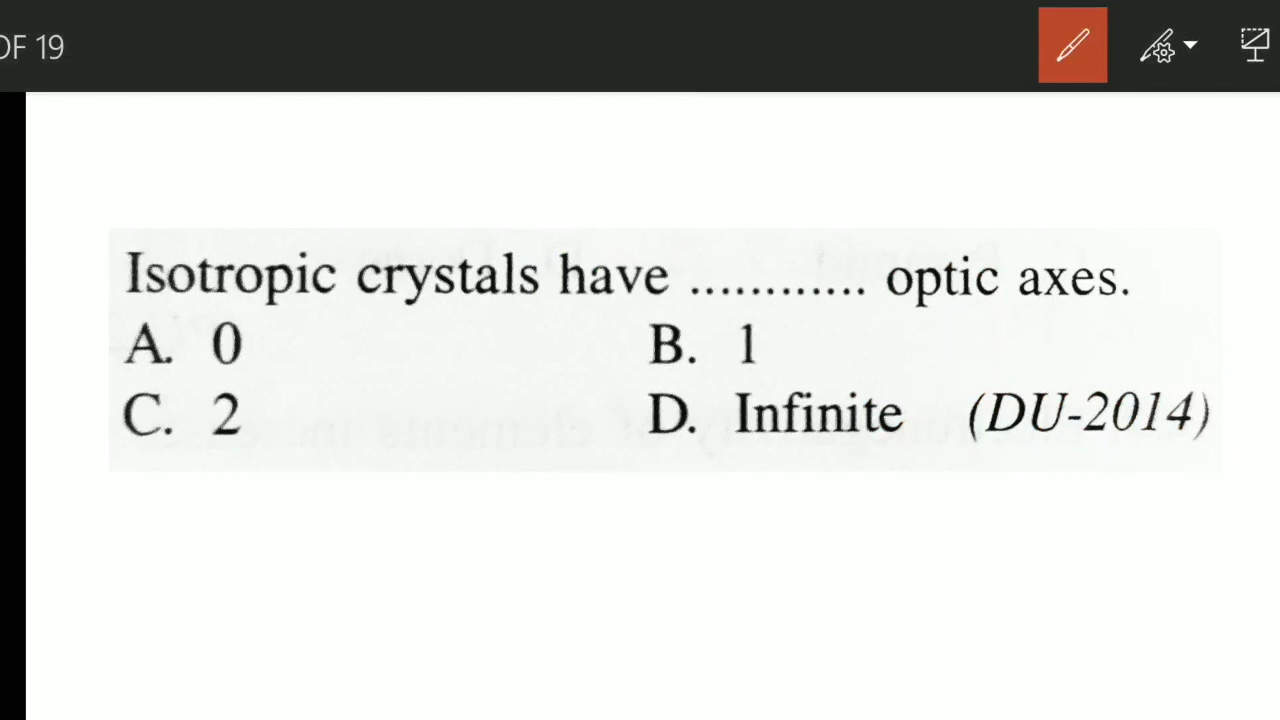 OF 19
Isotropic crystals have ............ optic axes.
A. 0 B. 1
C. 2 D. Infinite (DU-2014)